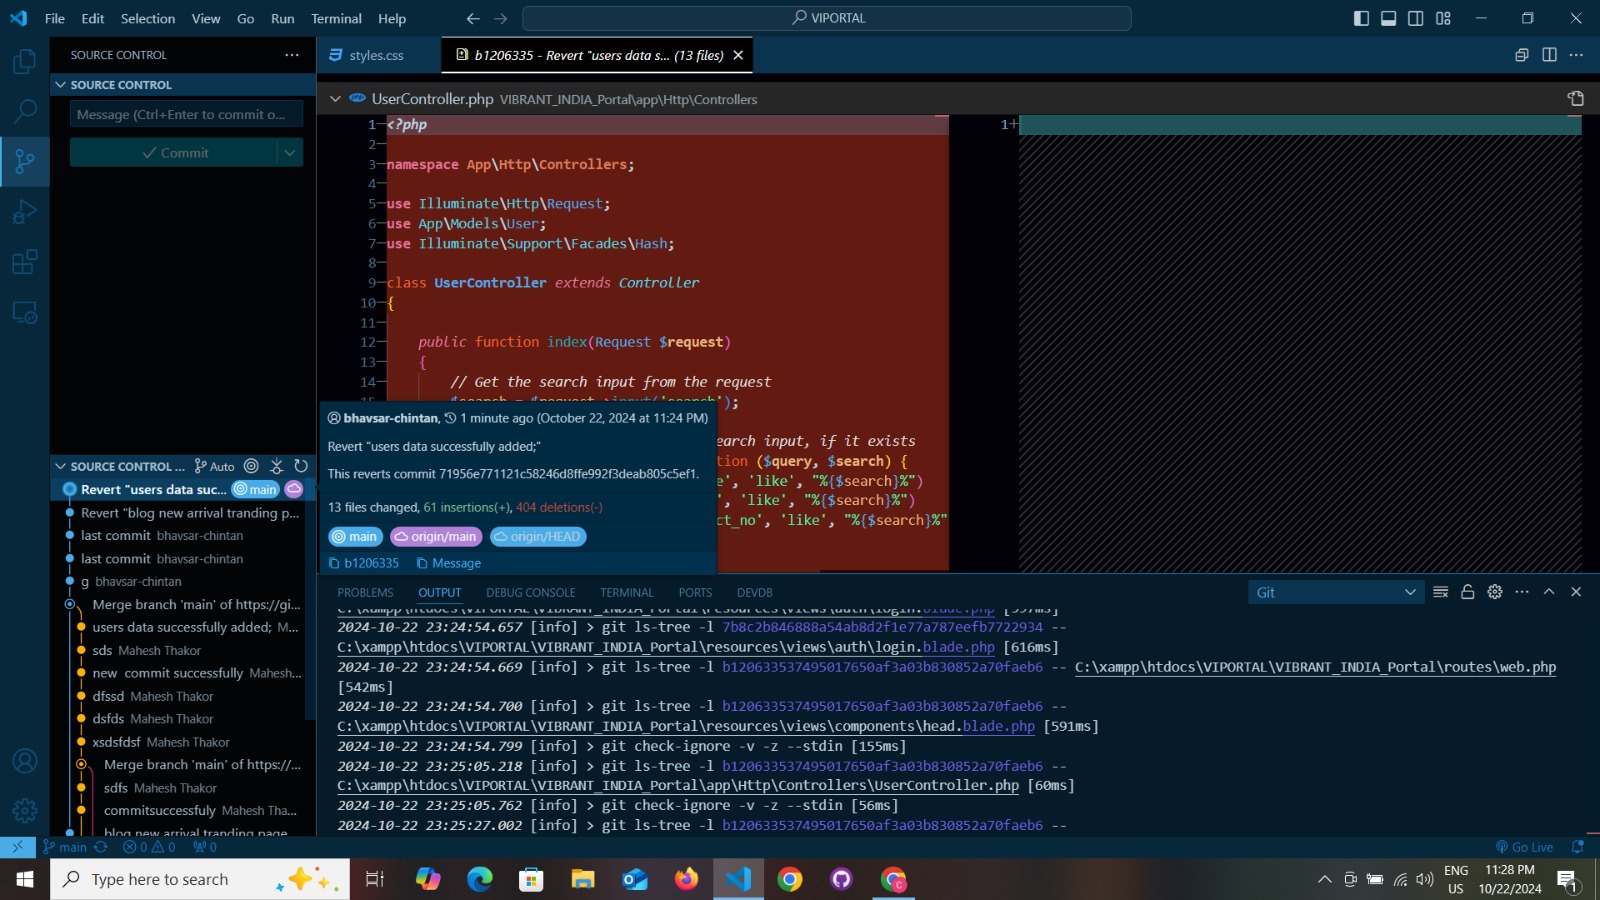 File Edit Selection View Go Run Terminal Help
VIPORTAL
SOURCE CONTROL
styles.css
b1206335 - Revert "users data s... (13 files)
SOURCE CONTROL
Message (Ctrl+Enter to commit o...
Commit
UserController.php VIBRANT_INDIA_Portal\app\Http\Controllers
1 <?php
1+
2
3 namespace App\Http\Controllers;
4
5 use Illuminate\Http\Request;
6 use App\Models\User;
7 use Illuminate\Support\Facades\Hash;
8
9 class UserController extends Controller
10 {
11
12 public function index(Request $request)
13 {
14 // Get the search input from the request
bhavsar-chintan, 1 minute ago (October 22, 2024 at 11:24 PM)
Revert "users data successfully added;"
This reverts commit 71956e771121c58246d8ffe992f3deab805c5ef1.
13 files changed, 61 insertions(+), 404 deletions(-)
main origin/main origin/HEAD
b1206335 Message
earch input, if it exists
tion ($query, $search) {
e', 'like', "%{$search}%")
', 'like', "%{$search}%")
ct_no', 'like', "%{$search}%"
SOURCE CONTROL ... Auto
Revert "users data suc... main
Revert "blog new arrival tranding p...
last commit bhavsar-chintan
last commit bhavsar-chintan
g bhavsar-chintan
Merge branch 'main' of https://gi...
users data successfully added; M...
sds Mahesh Thakor
new commit successfully Mahesh...
dfssd Mahesh Thakor
dsfds Mahesh Thakor
xsdsfdsf Mahesh Thakor
Merge branch 'main' of https://...
sdfs Mahesh Thakor
commitsuccessfuly Mahesh Tha...
blog new arrival tranding page
PROBLEMS OUTPUT DEBUG CONSOLE TERMINAL PORTS DEVDB
Git
C:\xampp\htdocs\VIPORTAL\VIBRANT_INDIA_Portal\resources\views\auth\login.blade.php [597ms]
2024-10-22 23:24:54.657 [info] > git ls-tree -l 7b8c2b846888a54ab8d2f1e77a787eefb7722934 --
C:\xampp\htdocs\VIPORTAL\VIBRANT_INDIA_Portal\resources\views\auth\login.blade.php [616ms]
2024-10-22 23:24:54.669 [info] > git ls-tree -l b120633537495017650af3a03b830852a70faeb6 -- C:\xampp\htdocs\VIPORTAL\VIBRANT_INDIA_Portal\routes\web.php
[542ms]
2024-10-22 23:24:54.700 [info] > git ls-tree -l b120633537495017650af3a03b830852a70faeb6 --
C:\xampp\htdocs\VIPORTAL\VIBRANT_INDIA_Portal\resources\views\components\head.blade.php [591ms]
2024-10-22 23:24:54.799 [info] > git check-ignore -v -z --stdin [155ms]
2024-10-22 23:25:05.218 [info] > git ls-tree -l b120633537495017650af3a03b830852a70faeb6 --
C:\xampp\htdocs\VIPORTAL\VIBRANT_INDIA_Portal\app\Http\Controllers\UserController.php [60ms]
2024-10-22 23:25:05.762 [info] > git check-ignore -v -z --stdin [56ms]
2024-10-22 23:25:27.002 [info] > git ls-tree -l b120633537495017650af3a03b830852a70faeb6 --
main 0 0 0
Go Live
Type here to search
ENG
US
11:28 PM
10/22/2024
1